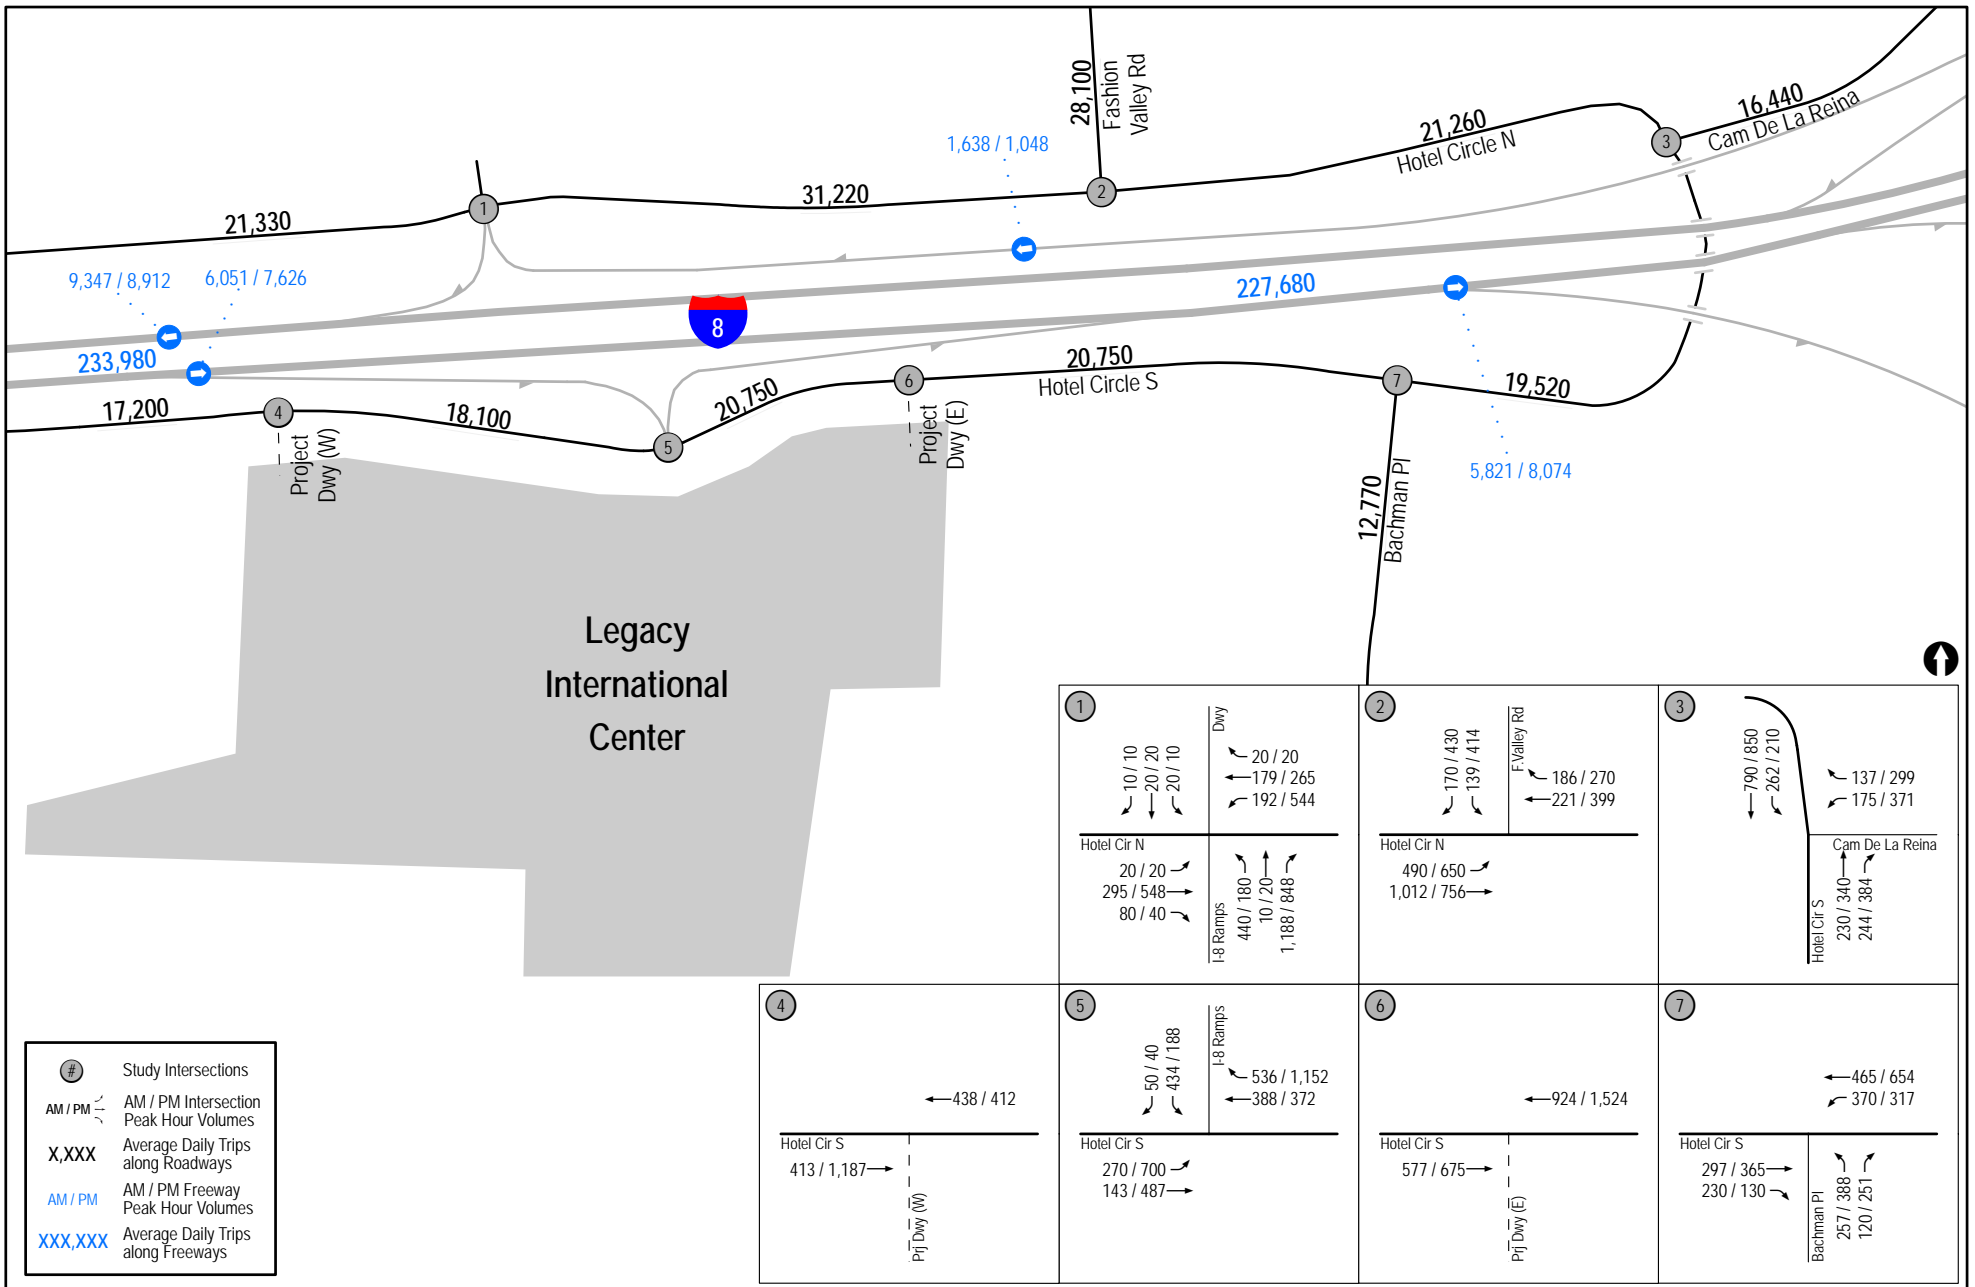 28,100
Fashion
Valley Rd
1,638 / 1,048
21,260
Hotel Circle N
16,440
Cam De La Reina
3
2
1
31,220
21,330
9,347 / 8,912
6,051 / 7,626
227,680
8
233,980
17,200
4
18,100
5
20,750
6
20,750
Hotel Circle S
7
19,520
Project
Dwy (W)
Project
Dwy (E)
5,821 / 8,074
12,770
Bachman Pl
Legacy
International
Center
1
Dwy
10 / 10
20 / 20
20 / 10
20 / 20
179 / 265
192 / 544
Hotel Cir N
20 / 20
295 / 548
80 / 40
I-8 Ramps
440 / 180
10 / 20
1,188 / 848
2
F.Valley Rd
170 / 430
139 / 414
186 / 270
221 / 399
Hotel Cir N
490 / 650
1,012 / 756
3
790 / 850
262 / 210
137 / 299
175 / 371
Cam De La Reina
Hotel Cir S
230 / 340
244 / 384
4
438 / 412
Hotel Cir S
413 / 1,187
Prj Dwy (W)
5
I-8 Ramps
50 / 40
434 / 188
536 / 1,152
388 / 372
Hotel Cir S
270 / 700
143 / 487
6
924 / 1,524
Hotel Cir S
577 / 675
Prj Dwy (E)
7
465 / 654
370 / 317
Hotel Cir S
297 / 365
230 / 130
Bachman Pl
257 / 388
120 / 251
# Study Intersections
AM / PM AM / PM Intersection
Peak Hour Volumes
X,XXX Average Daily Trips
along Roadways
AM / PM AM / PM Freeway
Peak Hour Volumes
XXX,XXX Average Daily Trips
along Freeways